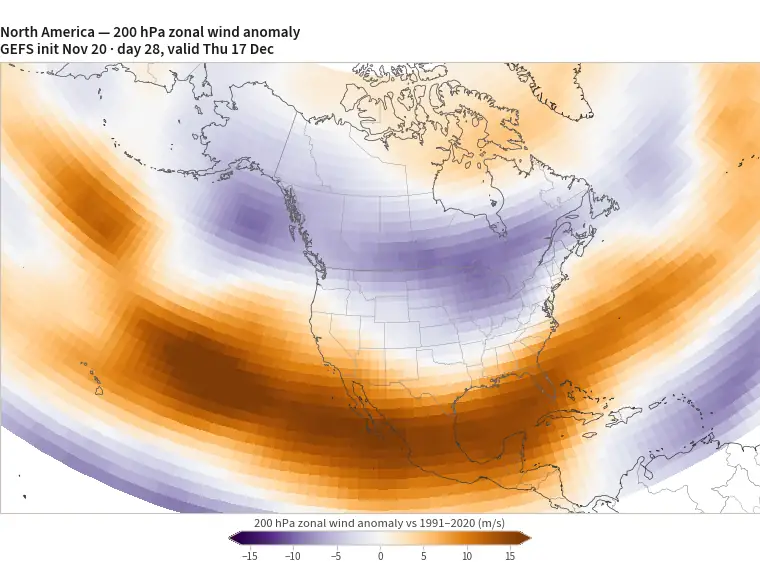 North America — 200 hPa zonal wind anomaly
GEFS init Nov 20 · day 28, valid Thu 17 Dec
200 hPa zonal wind anomaly vs 1991–2020 (m/s)
−15 −10 −5 0 5 10 15